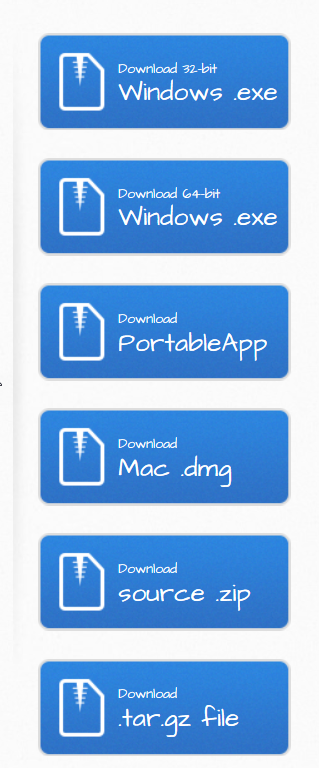 Download 32-bit
Windows .exe
Download 64-bit
Windows .exe
Download
PortableApp
Download
Mac .dmg
Download
source .zip
Download
.tar.gz file